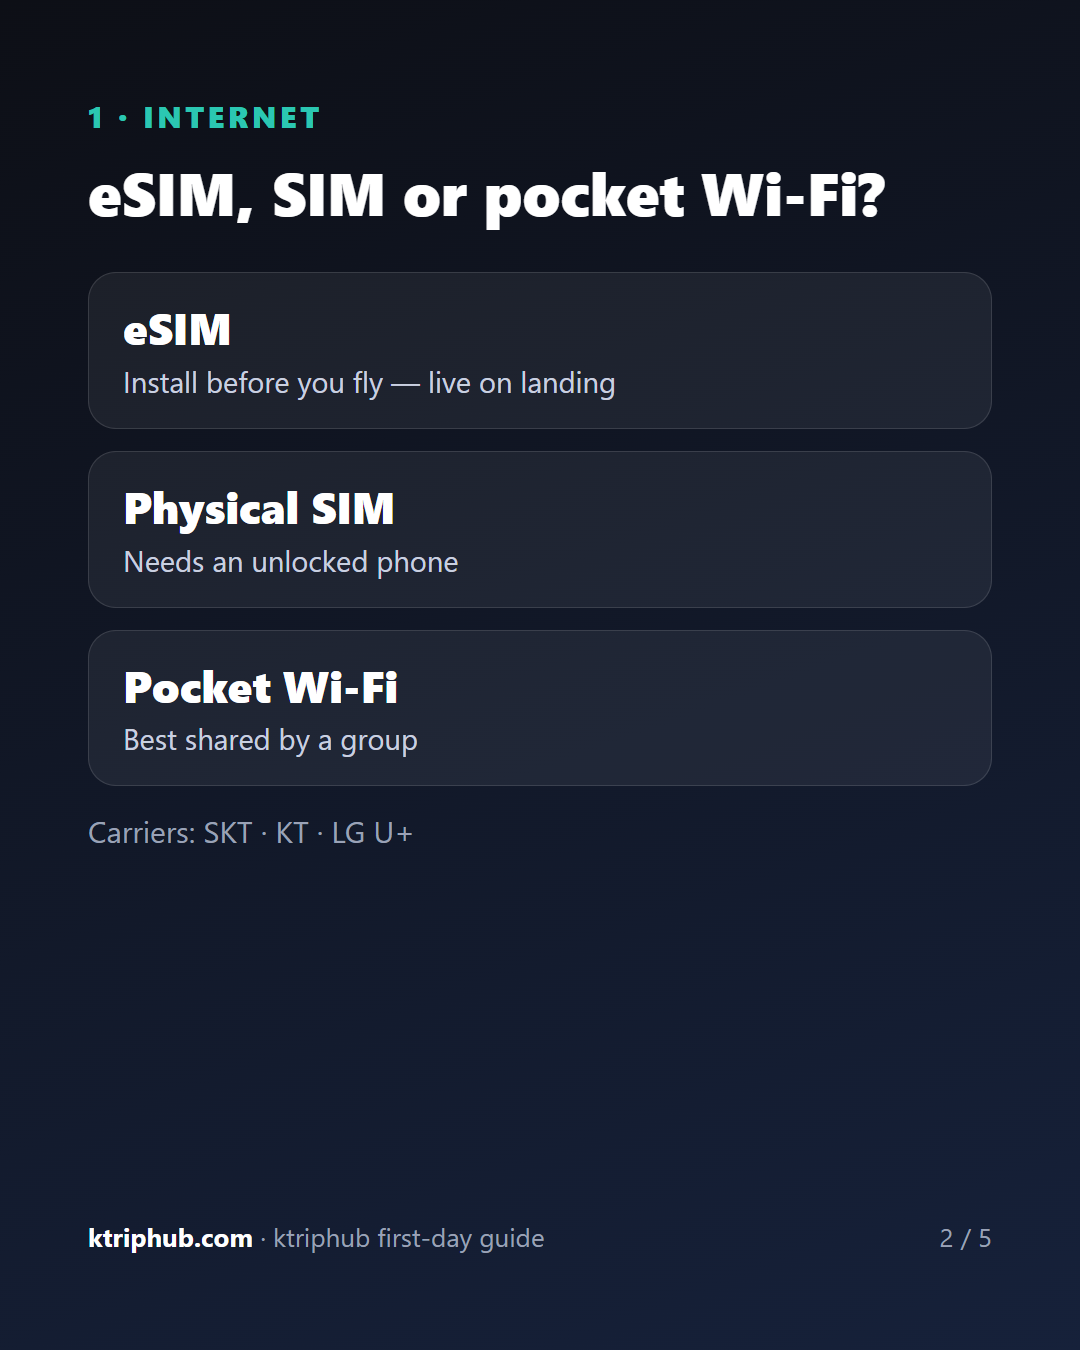 1 · INTERNET
eSIM, SIM or pocket Wi-Fi?
eSIM
Install before you fly — live on landing
Physical SIM
Needs an unlocked phone
Pocket Wi-Fi
Best shared by a group
Carriers: SKT · KT · LG U+
ktriphub.com · ktriphub first-day guide
2 / 5